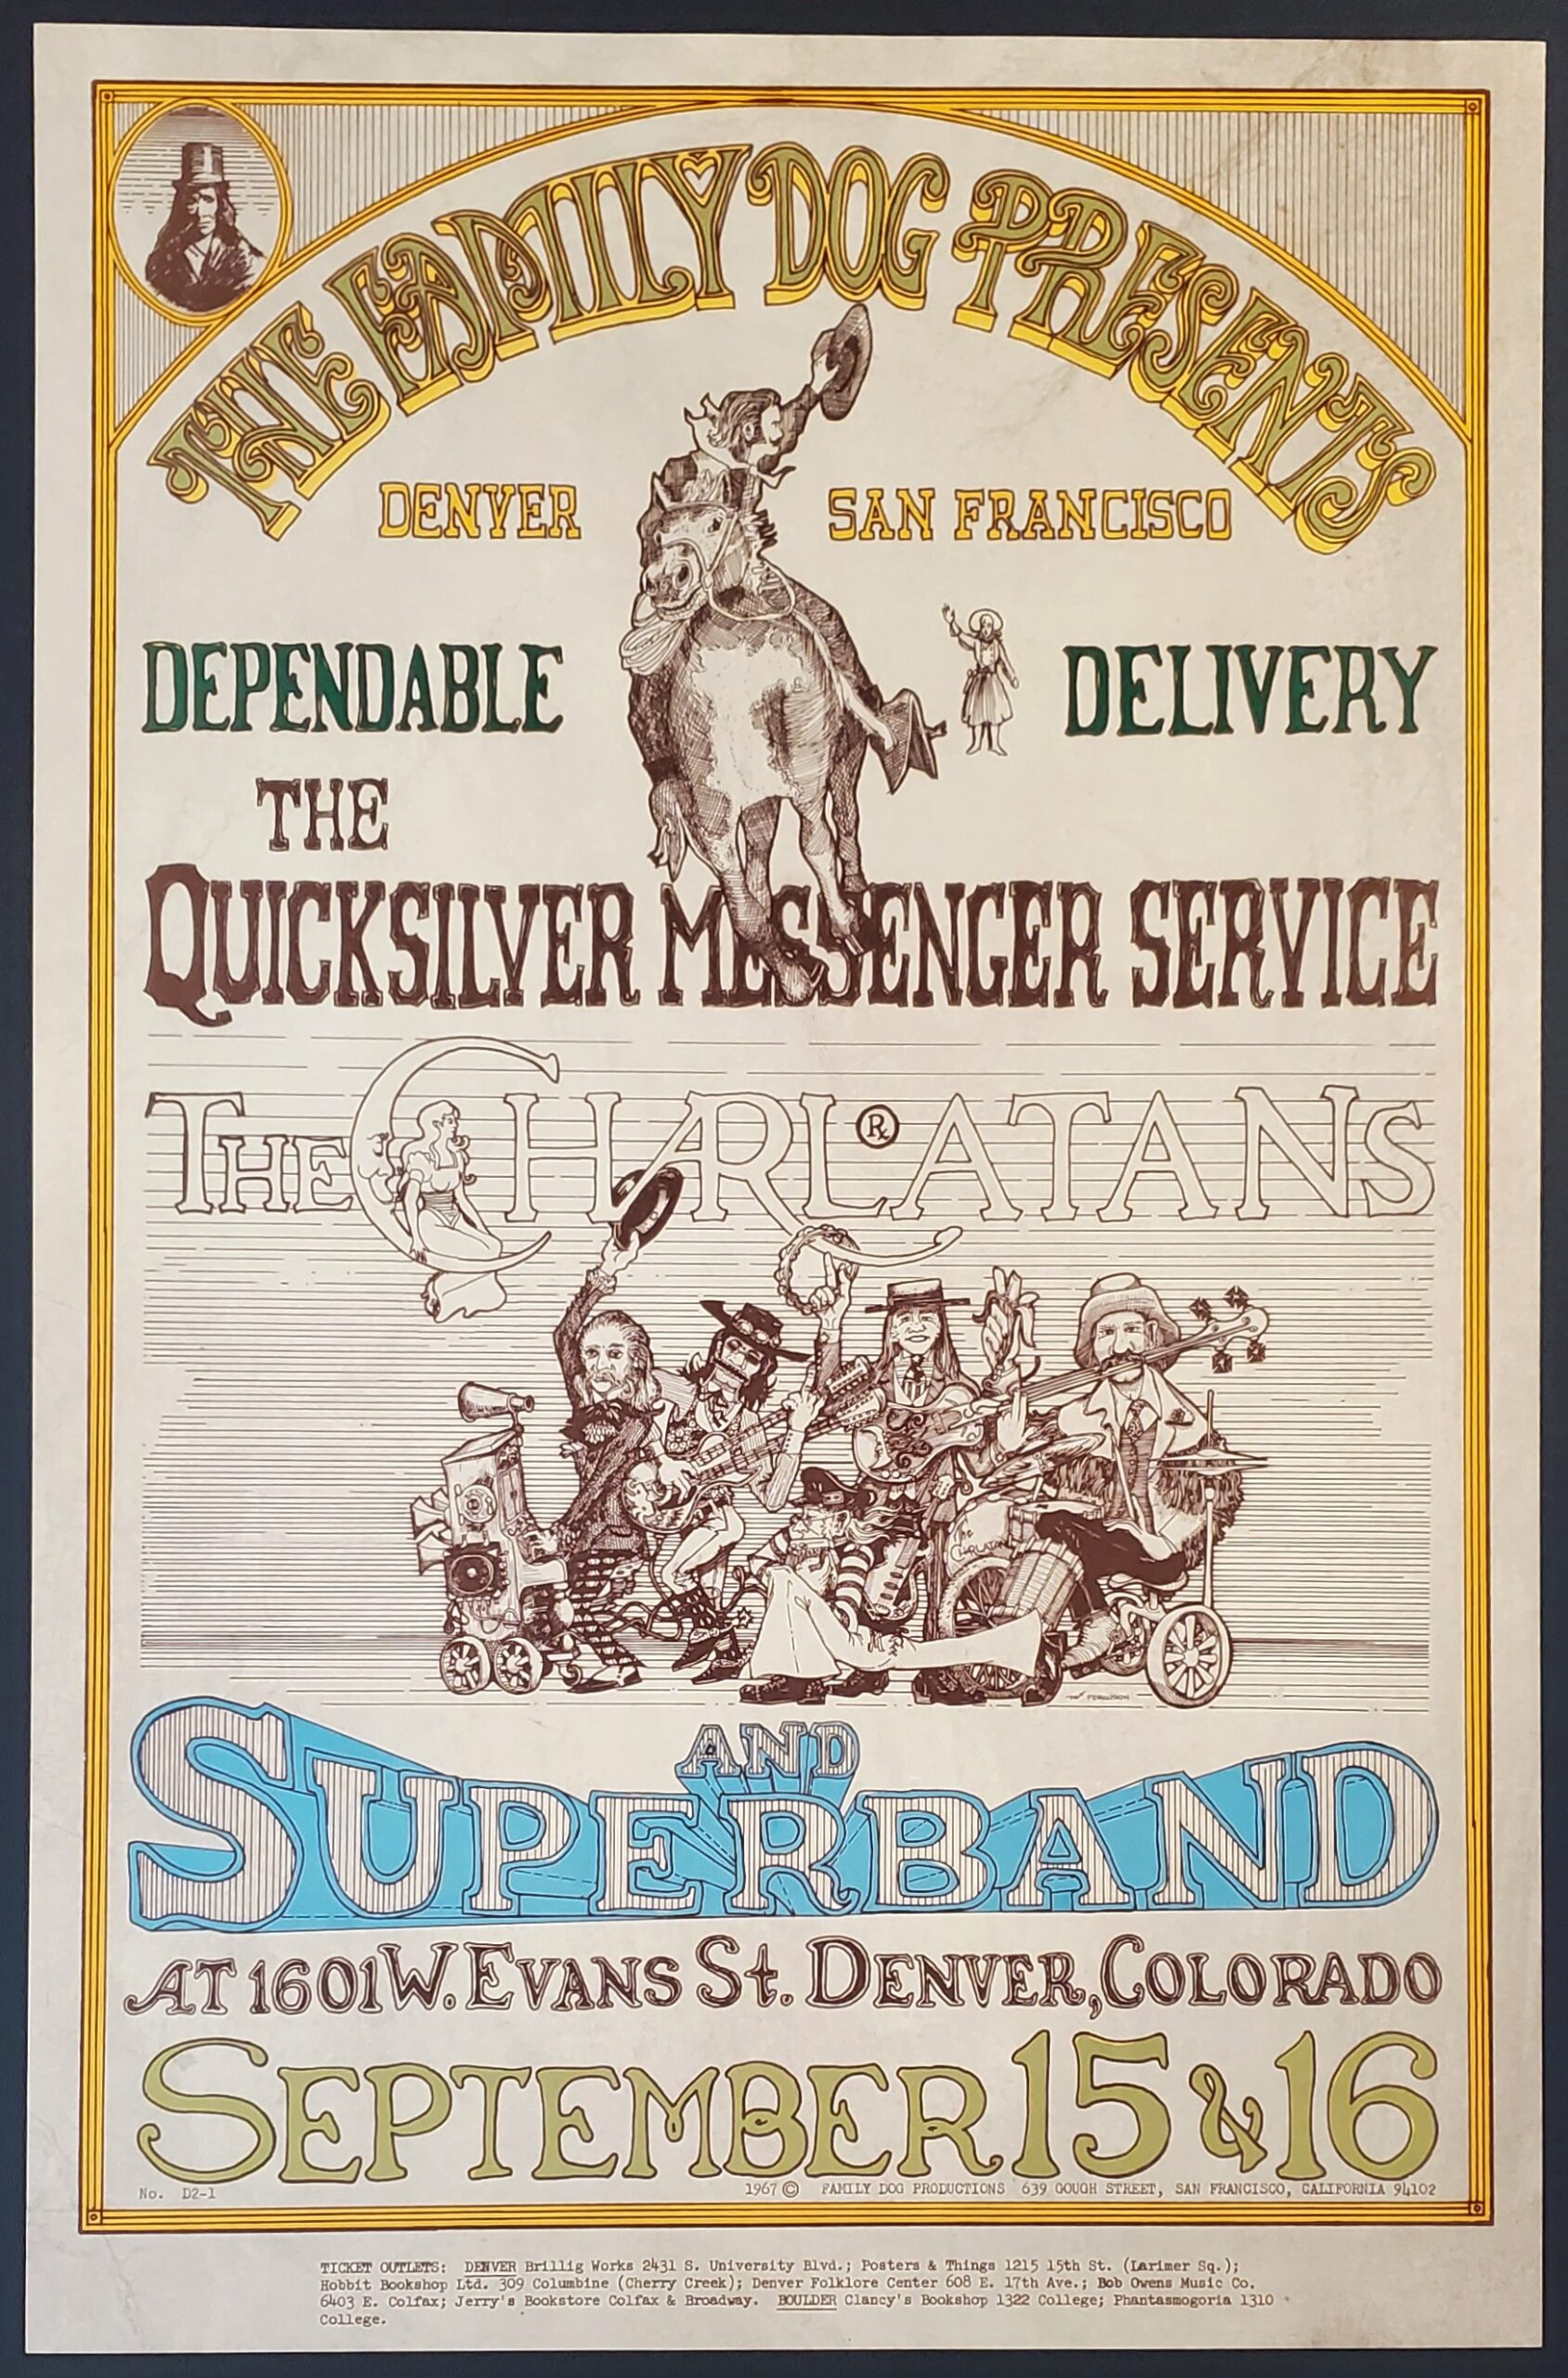 THE FAMILY DOG PRESENTS
DENVER SAN FRANCISCO
DEPENDABLE DELIVERY
THE
QUICKSILVER MESSENGER SERVICE
THE CHARLATANS
The Charlatans
FERGUSON
AND
SUPERBAND
AT 1601 W. EVANS St. DENVER, COLORADO
SEPTEMBER 15 & 16
No. D2-1 1967 © FAMILY DOG PRODUCTIONS 639 GOUGH STREET, SAN FRANCISCO, CALIFORNIA 94102
TICKET OUTLETS: DENVER Brillig Works 2431 S. University Blvd.; Posters & Things 1215 15th St. (Larimer Sq.);
Hobbit Bookshop Ltd. 309 Columbine (Cherry Creek); Denver Folklore Center 608 E. 17th Ave.; Bob Owens Music Co.
6403 E. Colfax; Jerry's Bookstore Colfax & Broadway. BOULDER Clancy's Bookshop 1322 College; Phantasmogoria 1310
College.